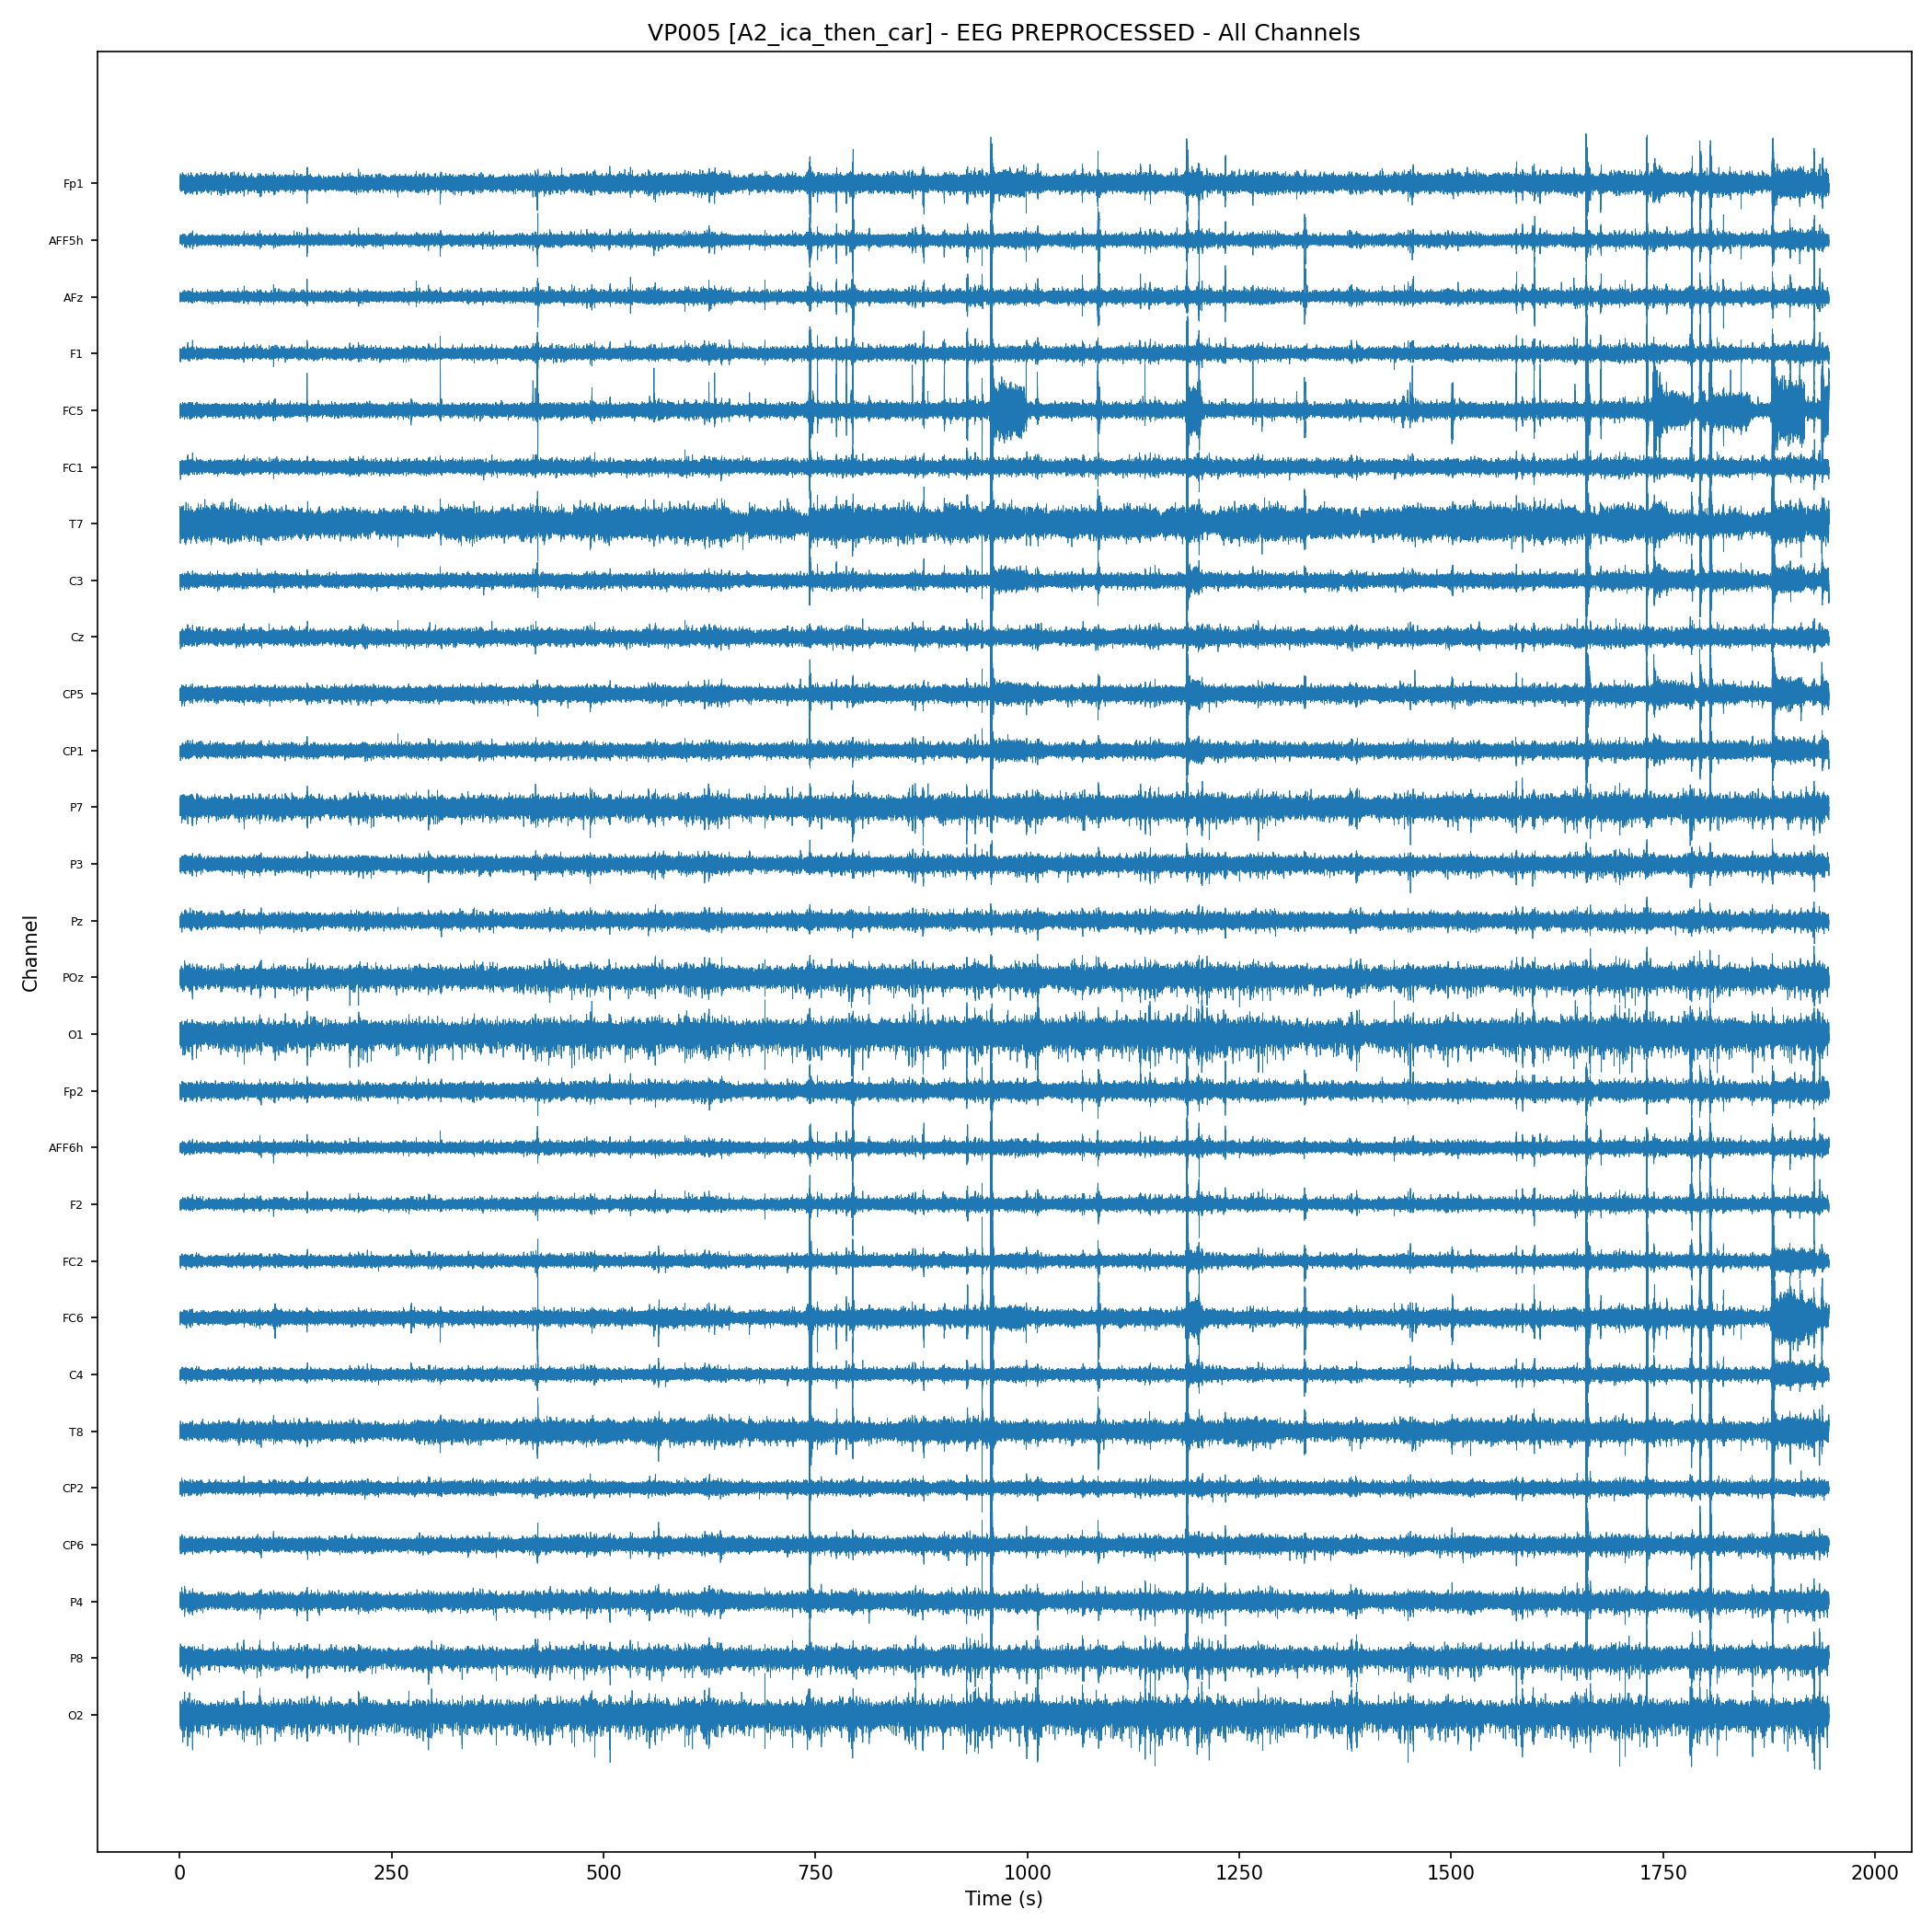 VP005 [A2_ica_then_car] - EEG PREPROCESSED - All Channels
Fp1
AFF5h
AFz
F1
FC5
FC1
T7
C3
Cz
CP5
CP1
P7
P3
Pz
POz
O1
Fp2
AFF6h
F2
FC2
FC6
C4
T8
CP2
CP6
P4
P8
O2
Channel
0 250 500 750 1000 1250 1500 1750 2000
Time (s)